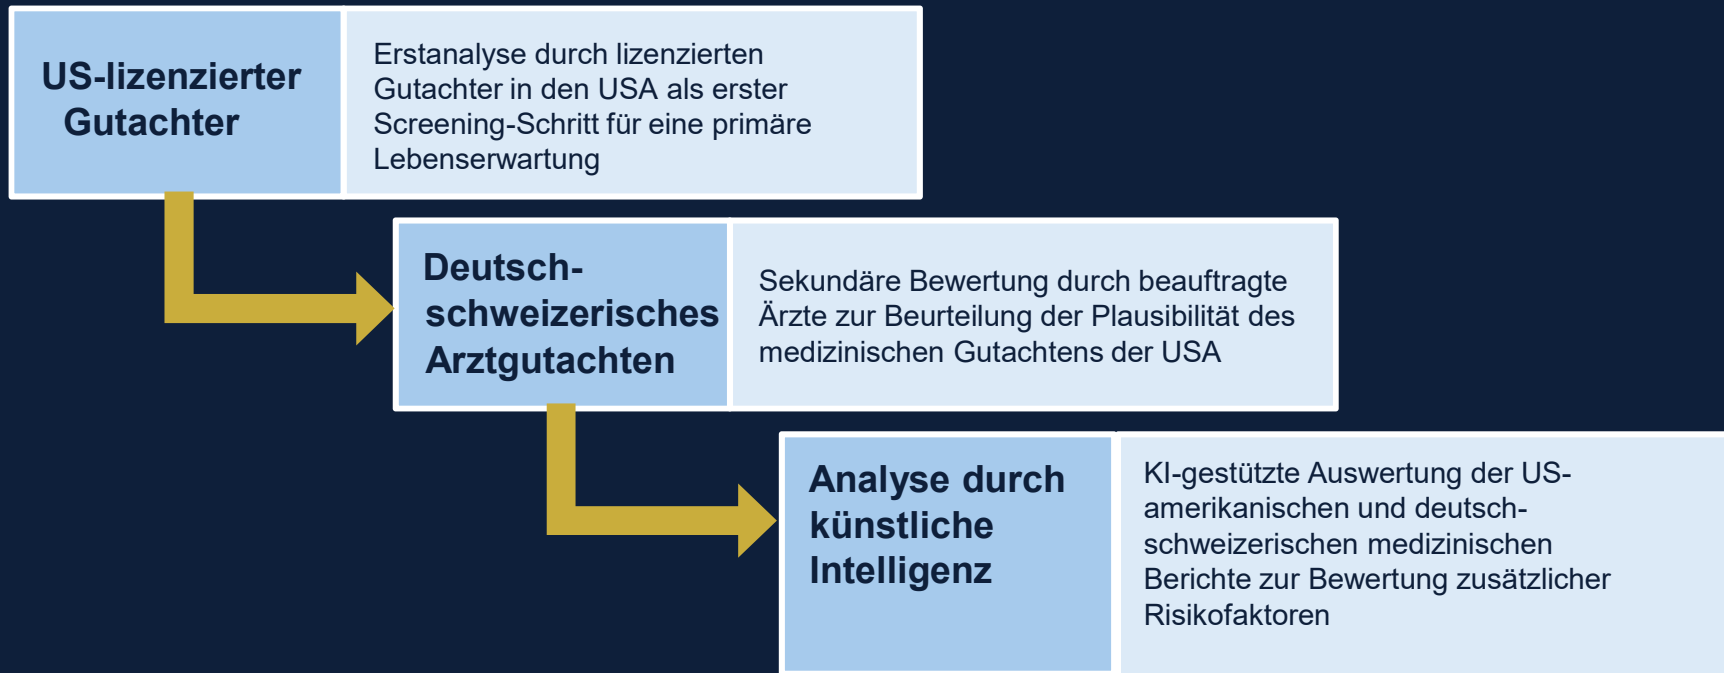 US-lizenzierter
Gutachter
Erstanalyse durch lizenzierten
Gutachter in den USA als erster
Screening-Schritt für eine primäre
Lebenserwartung
Deutsch-
schweizerisches
Arztgutachten
Sekundäre Bewertung durch beauftragte
Ärzte zur Beurteilung der Plausibilität des
medizinischen Gutachtens der USA
Analyse durch
künstliche
Intelligenz
KI-gestützte Auswertung der US-
amerikanischen und deutsch-
schweizerischen medizinischen
Berichte zur Bewertung zusätzlicher
Risikofaktoren